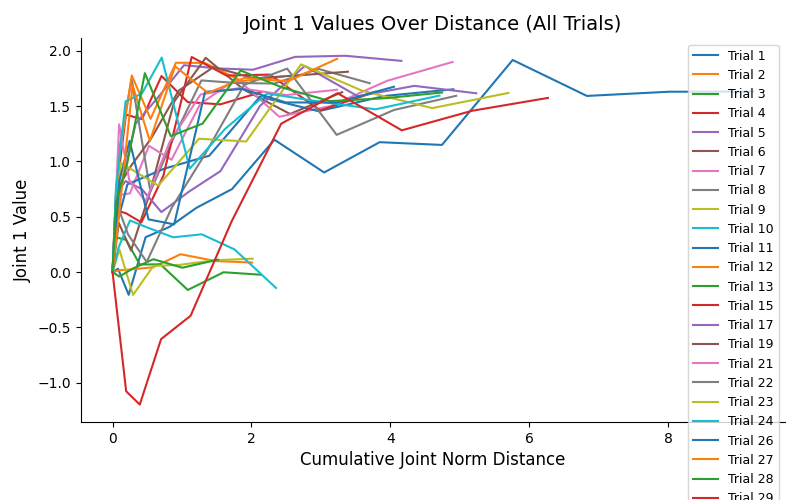 Joint 1 Values Over Distance (All Trials)
2.0
1.5
1.0
0.5
0.0
−0.5
−1.0
Joint 1 Value
0
2
4
6
8
Cumulative Joint Norm Distance
Trial 1
Trial 2
Trial 3
Trial 4
Trial 5
Trial 6
Trial 7
Trial 8
Trial 9
Trial 10
Trial 11
Trial 12
Trial 13
Trial 15
Trial 17
Trial 19
Trial 21
Trial 22
Trial 23
Trial 24
Trial 26
Trial 27
Trial 28
Trial 29